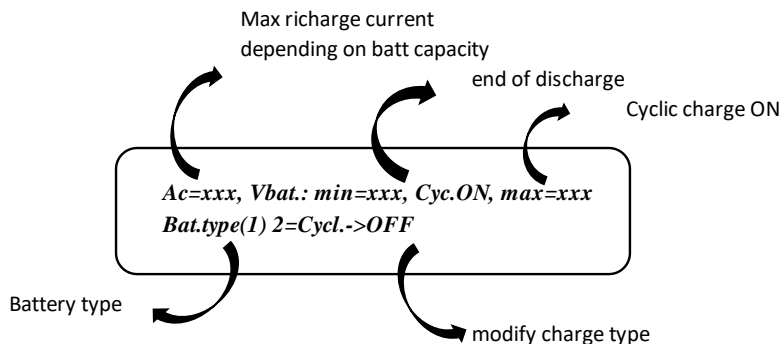 Max richarge current
depending on batt capacity
end of discharge
Cyclic charge ON
Ac=xxx, Vbat.: min=xxx, Cyc.ON, max=xxx
Bat.type(1) 2=Cycl.->OFF
Battery type
modify charge type